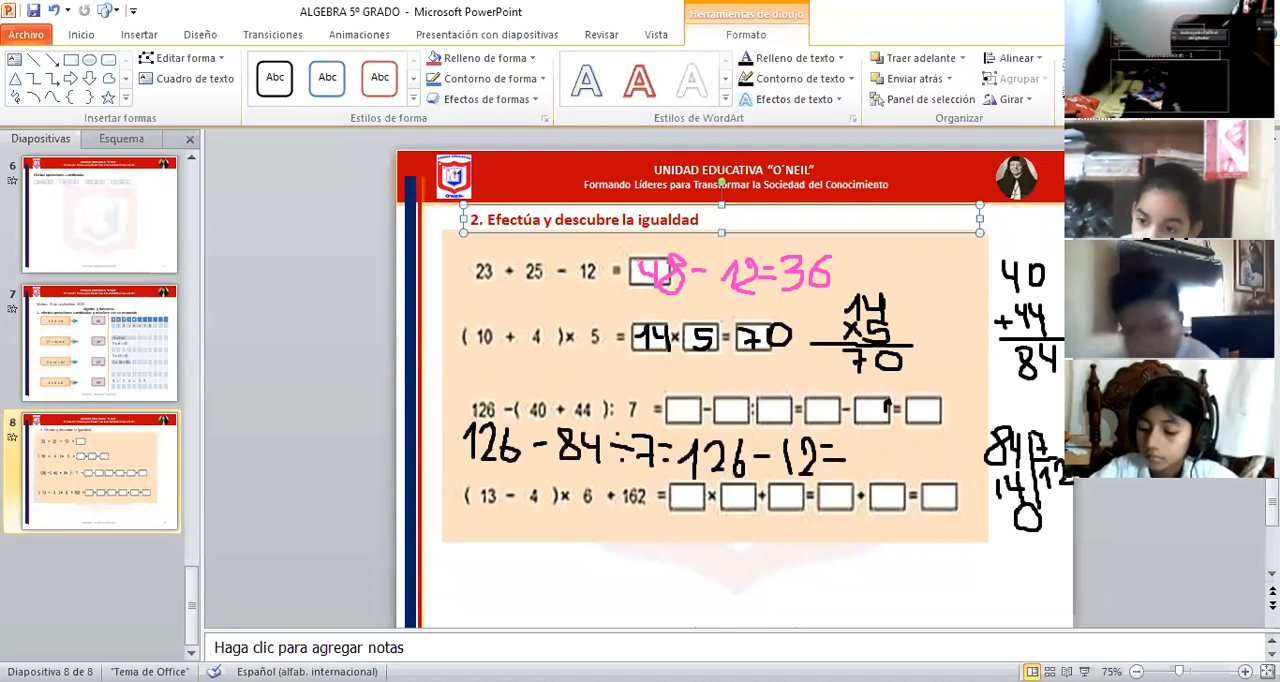 ALGEBRA 5º GRADO - Microsoft PowerPoint
Herramientas de dibujo
Archivo Inicio Insertar Diseño Transiciones Animaciones Presentación con diapositivas Revisar Vista Formato
Editar forma
Cuadro de texto
Insertar formas
Abc Abc Abc
Relleno de forma
Contorno de forma
Efectos de formas
Estilos de forma
A A A
Relleno de texto
Contorno de texto
Efectos de texto
Estilos de WordArt
Traer adelante
Enviar atrás
Panel de selección
Alinear
Agrupar
Girar
Organizar
Diapositivas Esquema
6
7
8
UNIDAD EDUCATIVA "O´NEIL"
Formando Líderes para Transformar la Sociedad del Conocimiento
2. Efectúa y descubre la igualdad
23 + 25 - 12 = 48 - 12 = 36
( 10 + 4 ) × 5 = 14 × 5 = 70
14
×5
70
40
+44
84
126 -( 40 + 44 ): 7 = - : = - =
126 - 84 ÷ 7 = 126 - 12 =
84 7
14 12
0
( 13 - 4 )× 6 + 162 = × + = + =
Haga clic para agregar notas
Diapositiva 8 de 8 "Tema de Office" Español (alfab. internacional) 75%